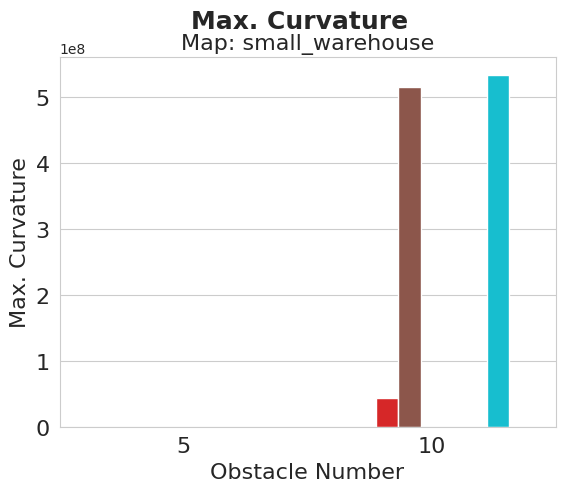 Max. Curvature
Map: small_warehouse
1e8
5
4
3
2
1
0
Max. Curvature
5 10
Obstacle Number